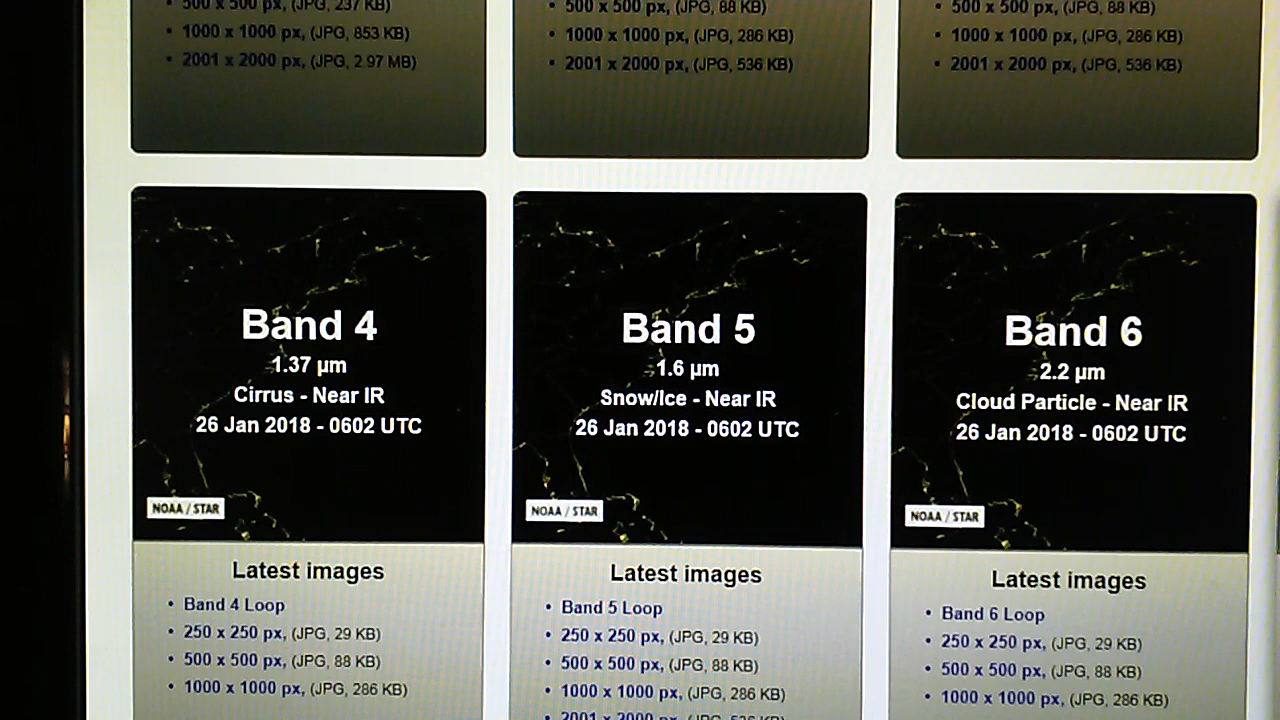 500 x 500 px, (JPG, 237 KB)
1000 x 1000 px, (JPG, 853 KB)
2001 x 2000 px, (JPG, 2.97 MB)
500 x 500 px, (JPG, 88 KB)
1000 x 1000 px, (JPG, 286 KB)
2001 x 2000 px, (JPG, 536 KB)
500 x 500 px, (JPG, 88 KB)
1000 x 1000 px, (JPG, 286 KB)
2001 x 2000 px, (JPG, 536 KB)
Band 4
1.37 µm
Cirrus - Near IR
26 Jan 2018 - 0602 UTC
NOAA / STAR
Latest images
Band 4 Loop
250 x 250 px, (JPG, 29 KB)
500 x 500 px, (JPG, 88 KB)
1000 x 1000 px, (JPG, 286 KB)
Band 5
1.6 µm
Snow/Ice - Near IR
26 Jan 2018 - 0602 UTC
NOAA / STAR
Latest images
Band 5 Loop
250 x 250 px, (JPG, 29 KB)
500 x 500 px, (JPG, 88 KB)
1000 x 1000 px, (JPG, 286 KB)
2001 x 2000 px, (JPG, 536 KB)
Band 6
2.2 µm
Cloud Particle - Near IR
26 Jan 2018 - 0602 UTC
NOAA / STAR
Latest images
Band 6 Loop
250 x 250 px, (JPG, 29 KB)
500 x 500 px, (JPG, 88 KB)
1000 x 1000 px, (JPG, 286 KB)